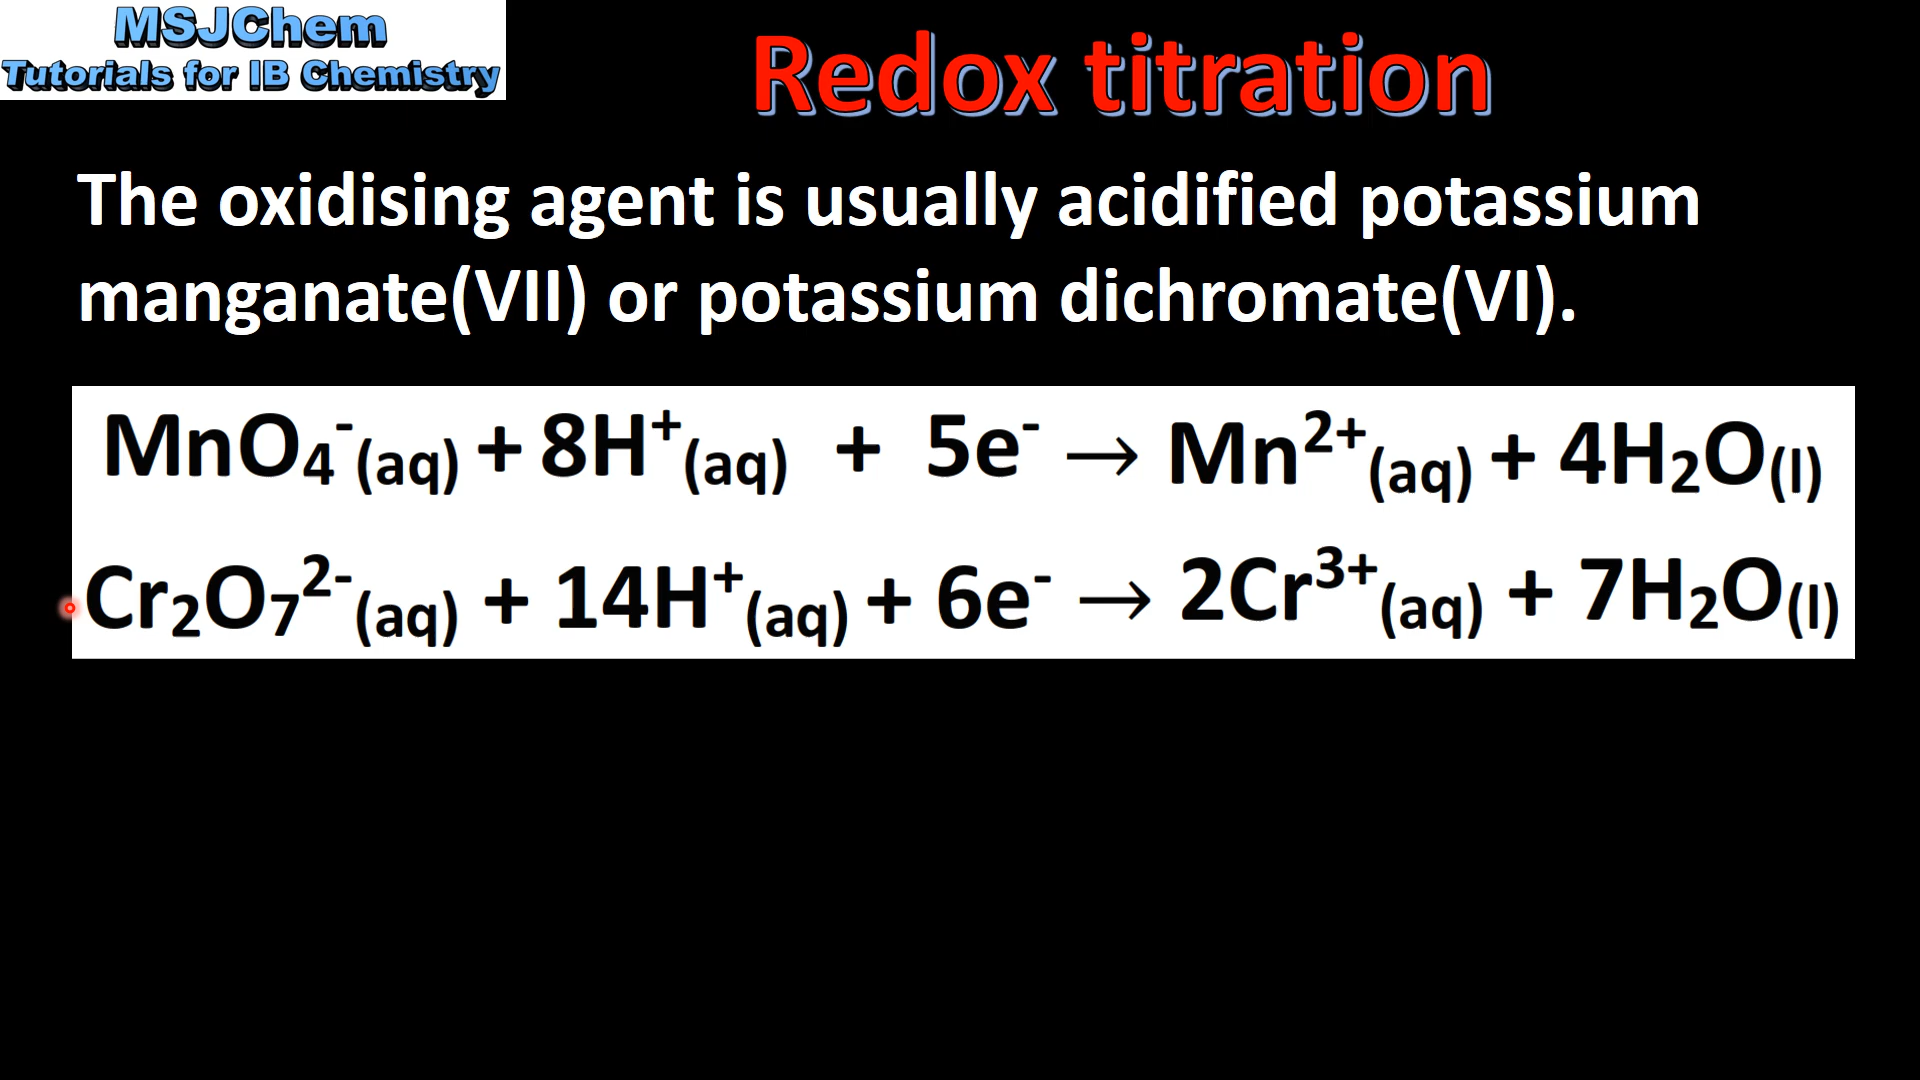 MSJChem
Tutorials for IB Chemistry
Redox titration
The oxidising agent is usually acidified potassium
manganate(VII) or potassium dichromate(VI).
MnO₄⁻(aq) + 8H⁺(aq) + 5e⁻ → Mn²⁺(aq) + 4H₂O(l)
Cr₂O₇²⁻(aq) + 14H⁺(aq) + 6e⁻ → 2Cr³⁺(aq) + 7H₂O(l)